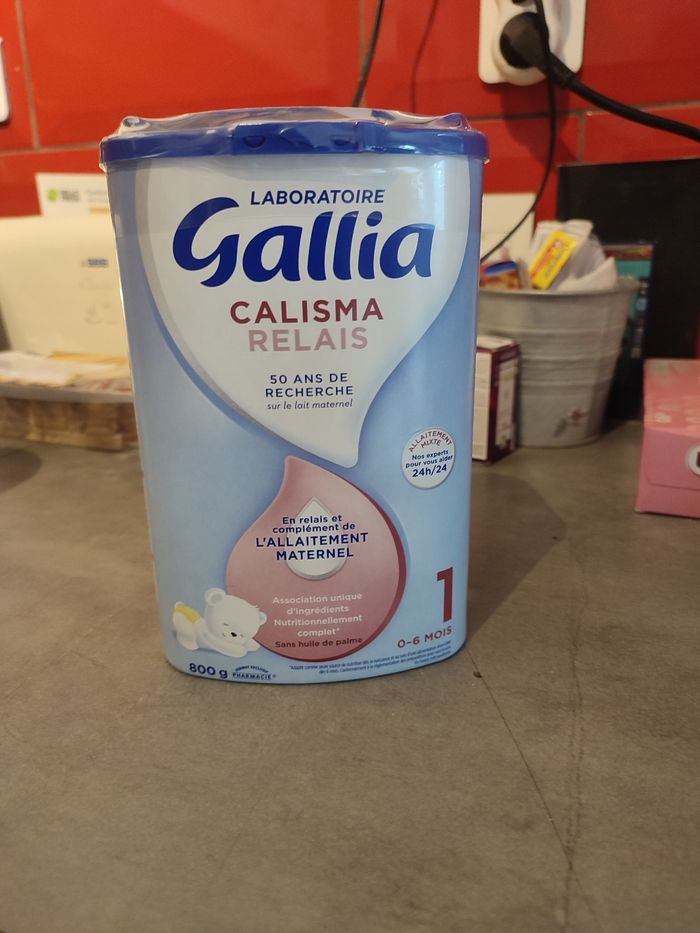 LABORATOIRE
Gallia
CALISMA
RELAIS
50 ANS DE
RECHERCHE
sur le lait maternel
ALLAITEMENT
MIXTE
Nos experts
pour vous aider
24h/24
En relais et
complément de
L'ALLAITEMENT
MATERNEL
Association unique
d'ingrédients
Nutritionnellement
complet*
Sans huile de palme
1
0-6 MOIS
800 g
FORMAT EXCLUSIF
PHARMACIE